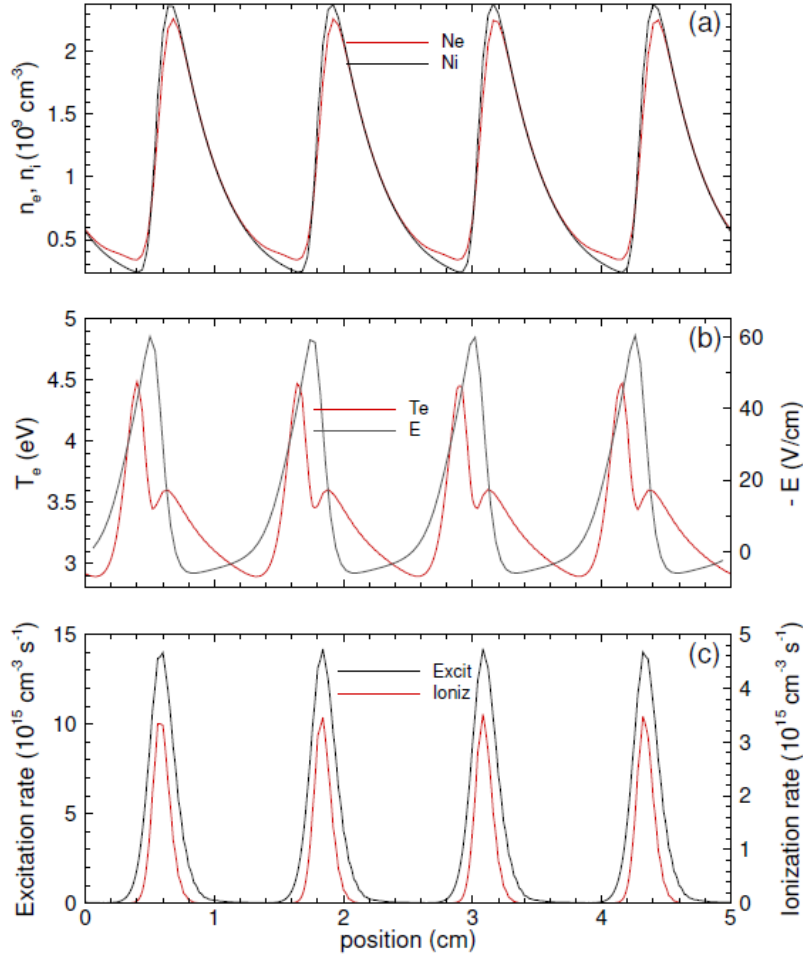 (a)
Ne
Ni
2
1.5
1
0.5
n_e, n_i (10^9 cm^-3)
(b)
5
4.5
4
3.5
3
T_e (eV)
Te
E
60
40
20
0
- E (V/cm)
(c)
15
10
5
0
Excitation rate (10^15 cm^-3 s^-1)
Excit
Ioniz
5
4
3
2
1
0
Ionization rate (10^15 cm^-3 s^-1)
0 1 2 3 4 5
position (cm)